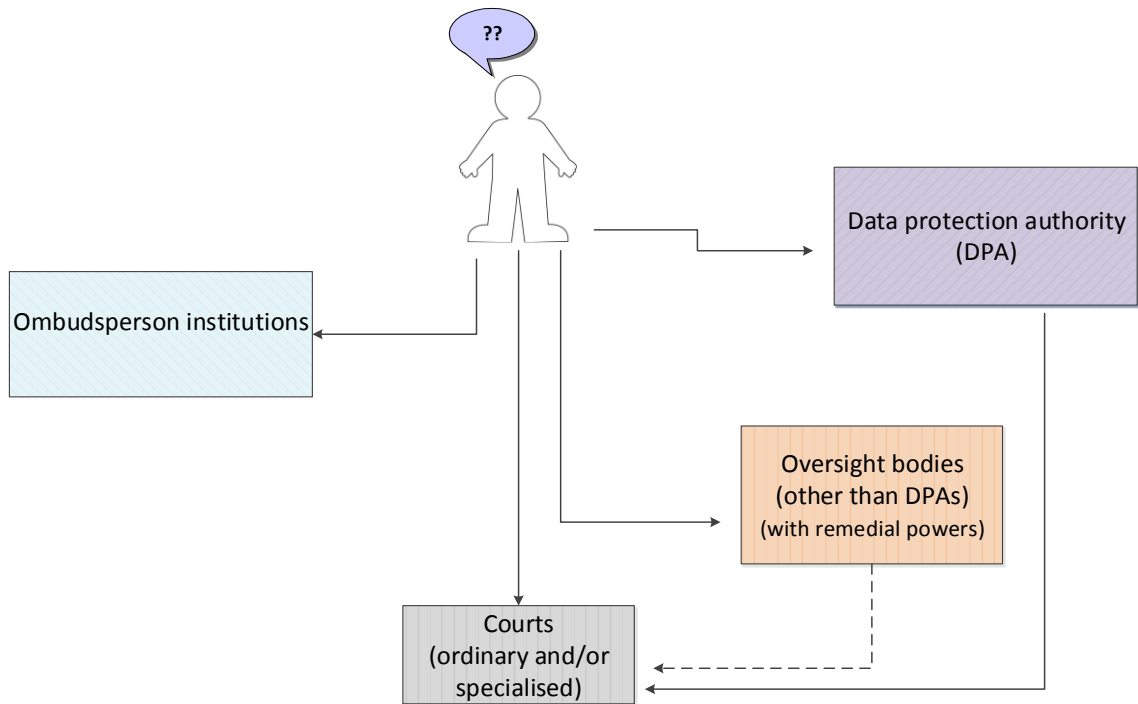 ??
Data protection authority
(DPA)
Ombudsperson institutions
Oversight bodies
(other than DPAs)
(with remedial powers)
Courts
(ordinary and/or
specialised)